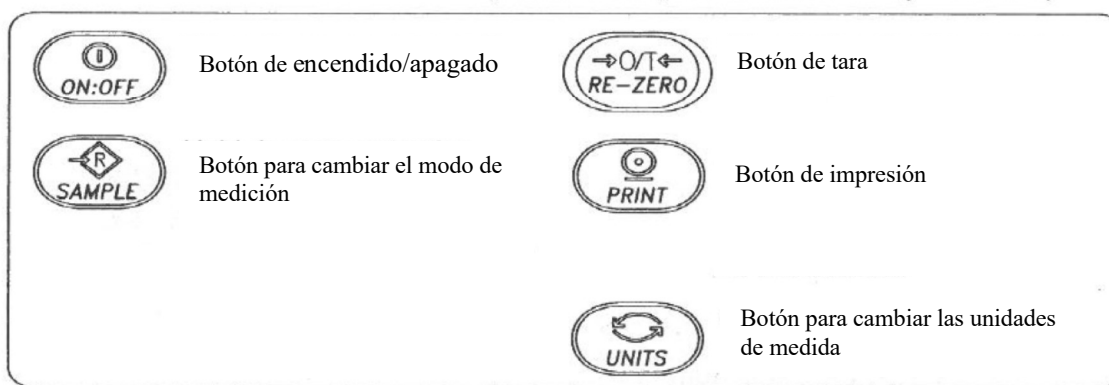 ON:OFF
Botón de encendido/apagado
→O/T←
RE-ZERO
Botón de tara
R
SAMPLE
Botón para cambiar el modo de
medición
PRINT
Botón de impresión
UNITS
Botón para cambiar las unidades
de medida